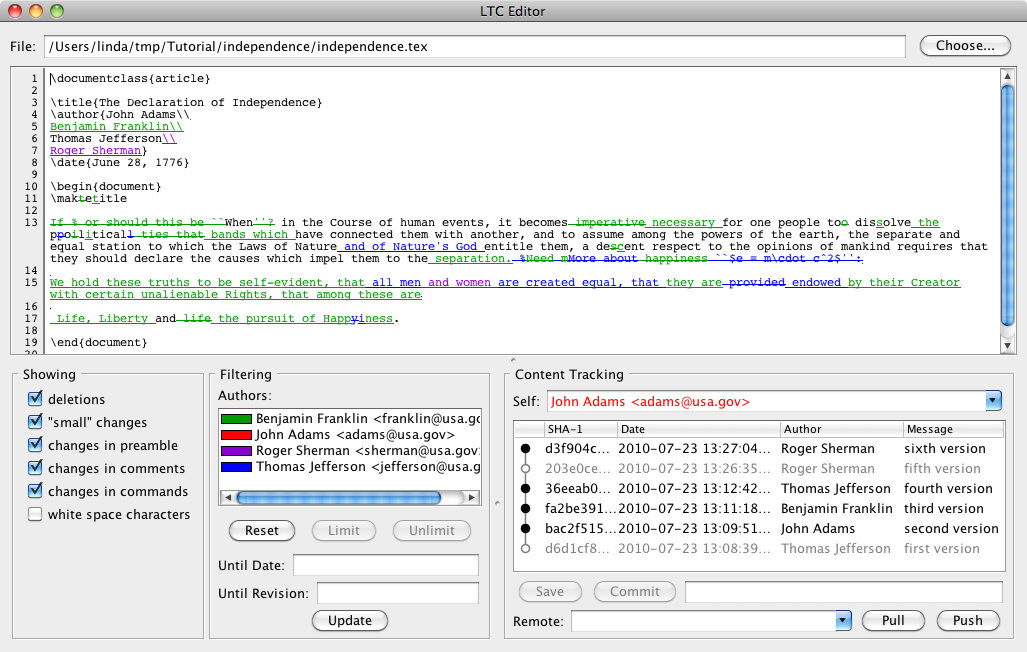 LTC Editor
File: /Users/linda/tmp/Tutorial/independence/independence.tex Choose...
1 \documentclass{article}
2
3 \title{The Declaration of Independence}
4 \author{John Adams\\
5 Benjamin Franklin\\
6 Thomas Jefferson\\
7 Roger Sherman}
8 \date{June 28, 1776}
9
10 \begin{document}
11 \maktetitle
12
13 If % or should this be ``When''? in the Course of human events, it becomes imperative necessary for one people too dissolve the
ppoilitical ties that bands which have connected them with another, and to assume among the powers of the earth, the separate and
equal station to which the Laws of Nature and of Nature's God entitle them, a descent respect to the opinions of mankind requires that
they should declare the causes which impel them to the separation. %Need mMore about happiness ``$e = m\cdot c^2$'':
14
15 We hold these truths to be self-evident, that all men and women are created equal, that they are provided endowed by their Creator
with certain unalienable Rights, that among these are
16
17 Life, Liberty and life the pursuit of Happyiness.
18
19 \end{document}
20
Showing
deletions
"small" changes
changes in preamble
changes in comments
changes in commands
white space characters
Filtering
Authors:
Benjamin Franklin <franklin@usa.go
John Adams <adams@usa.gov>
Roger Sherman <sherman@usa.gov
Thomas Jefferson <jefferson@usa.g
Reset Limit Unlimit
Until Date:
Until Revision:
Update
Content Tracking
Self: John Adams <adams@usa.gov>
SHA-1 Date Author Message
d3f904c... 2010-07-23 13:27:04... Roger Sherman sixth version
203e0ce... 2010-07-23 13:26:35... Roger Sherman fifth version
36eeab0... 2010-07-23 13:12:42... Thomas Jefferson fourth version
fa2be391... 2010-07-23 13:11:18... Benjamin Franklin third version
bac2f515... 2010-07-23 13:09:51... John Adams second version
d6d1cf8... 2010-07-23 13:08:39... Thomas Jefferson first version
Save Commit
Remote: Pull Push